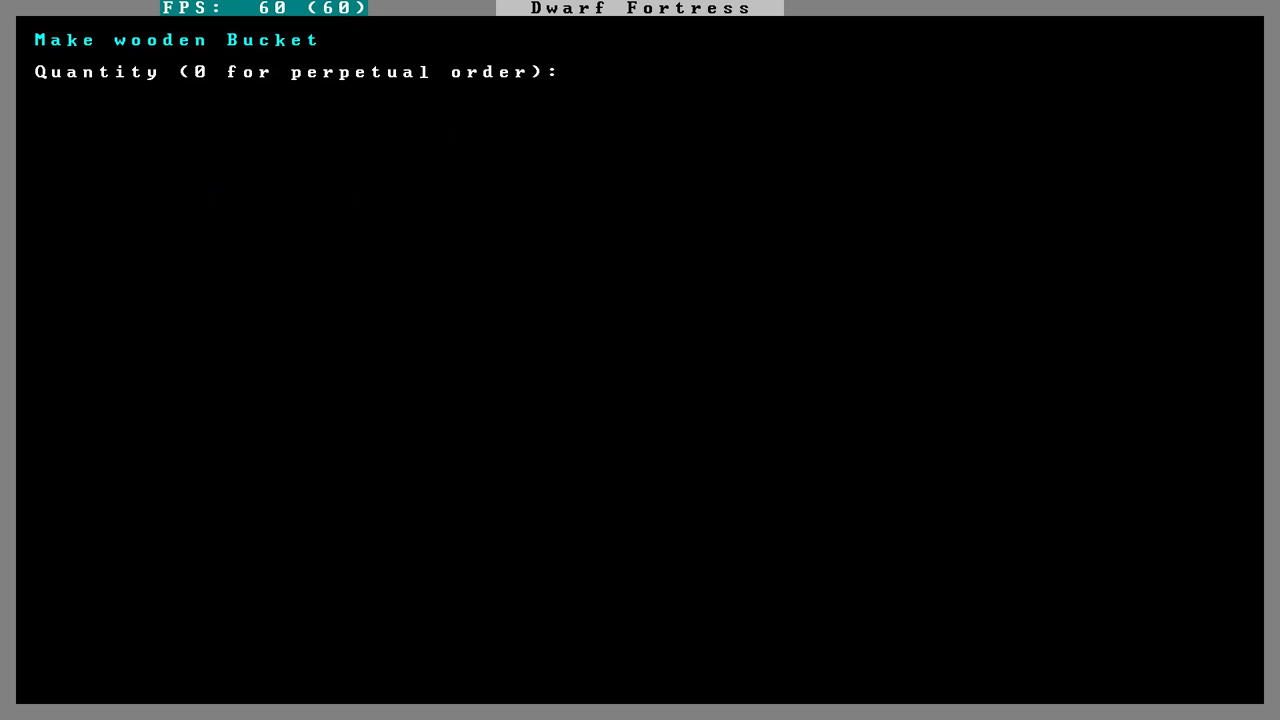 FPS: 60 (60) Dwarf Fortress
Make wooden Bucket
Quantity (0 for perpetual order):